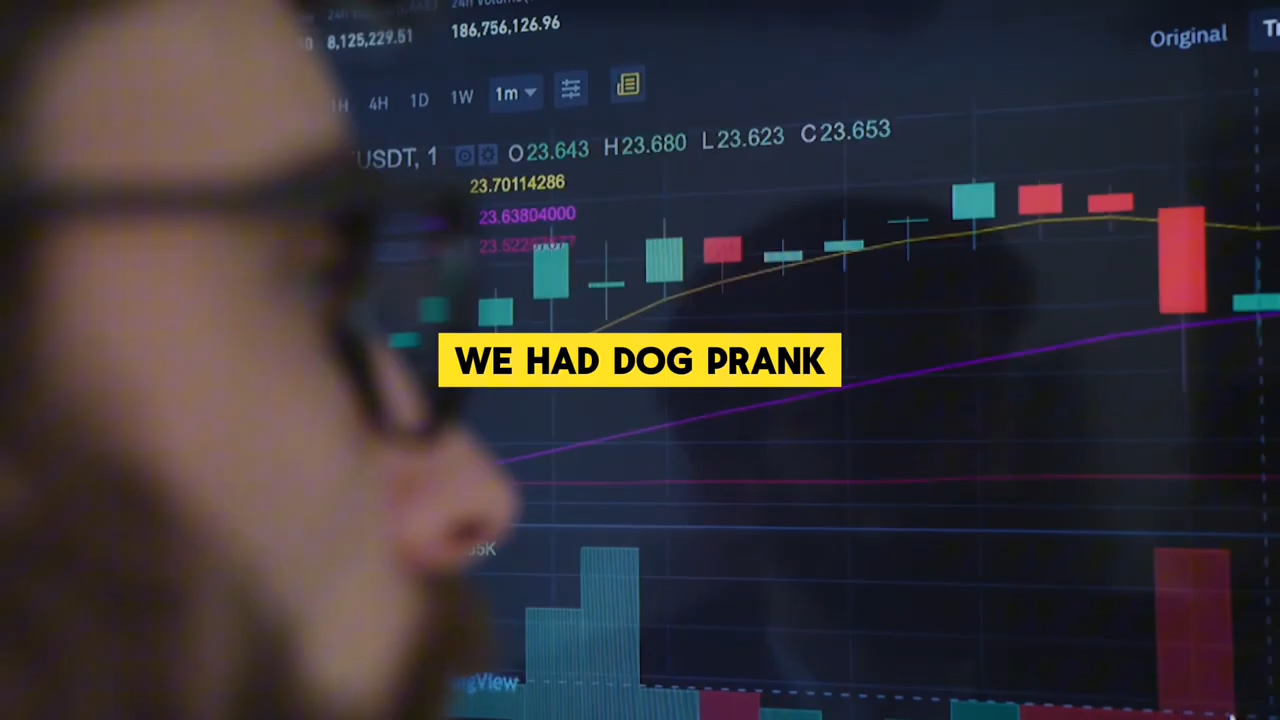 8,125,229.51
186,756,126.96
Original
4H 1D 1W 1m
USDT, 1 O23.643 H23.680 L23.623 C23.653
23.70114286
23.63804000
WE HAD DOG PRANK